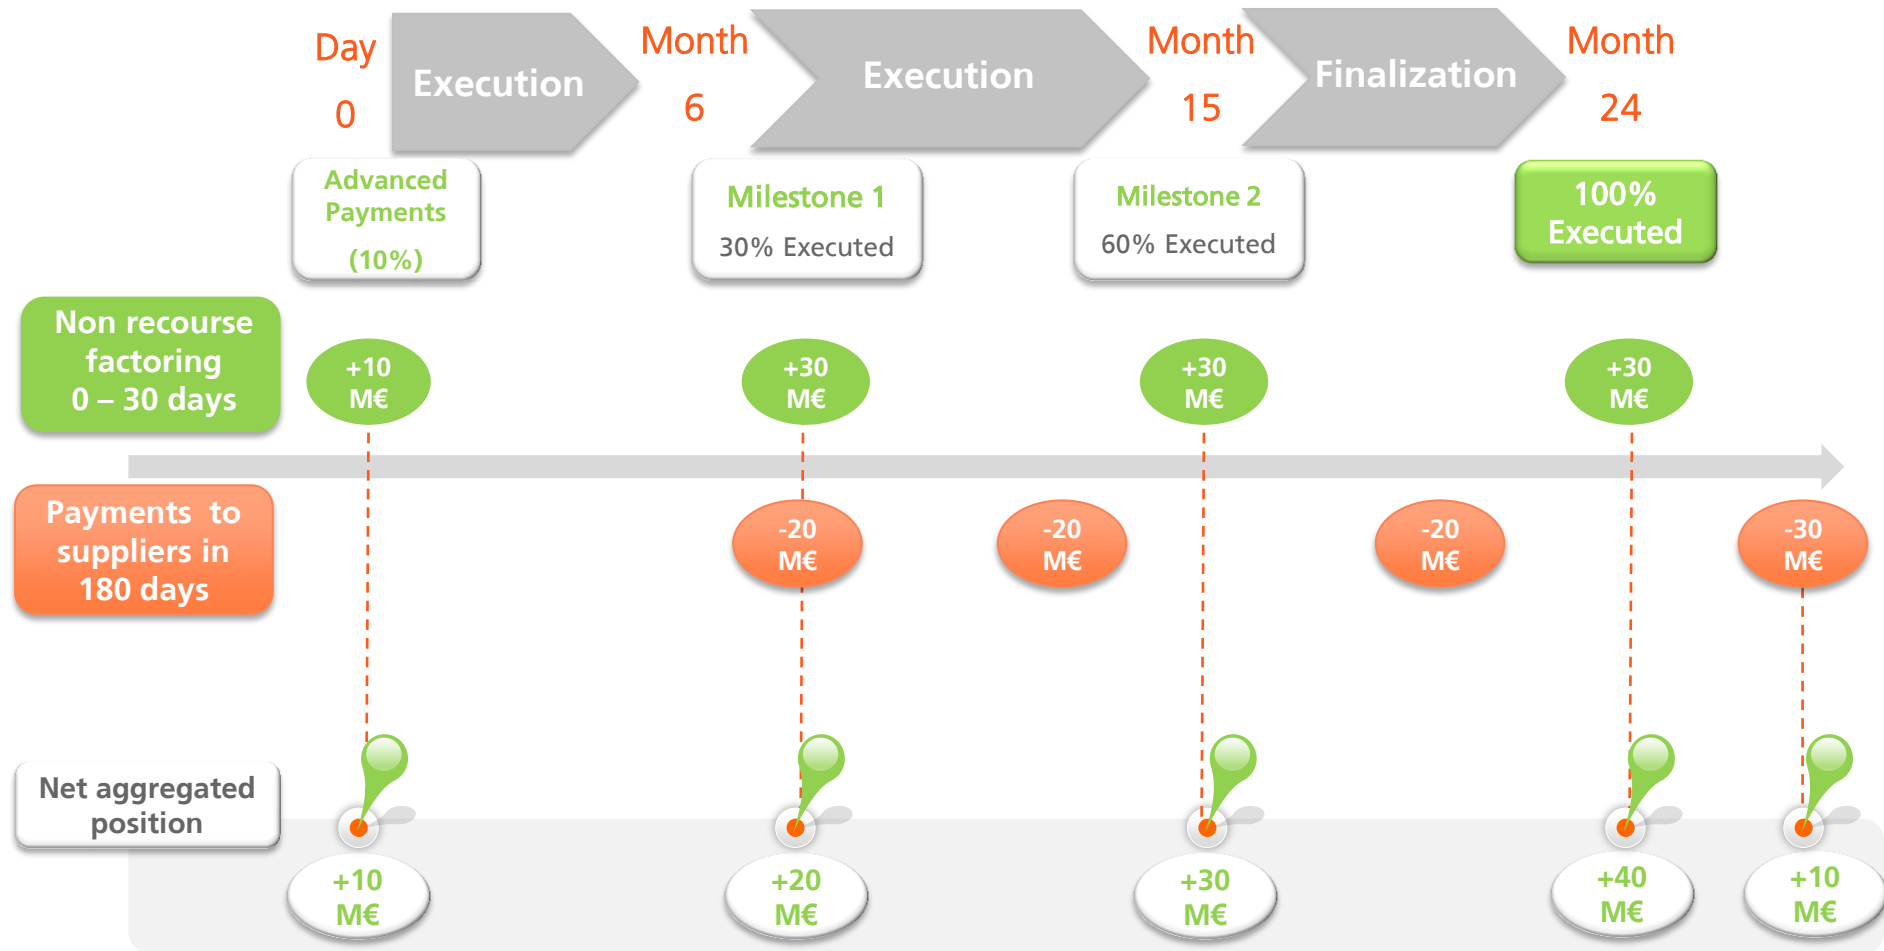 Day
0
Execution
Month
6
Execution
Month
15
Finalization
Month
24
Advanced
Payments
(10%)
Milestone 1
30% Executed
Milestone 2
60% Executed
100%
Executed
Non recourse
factoring
0 – 30 days
+10
M€
+30
M€
+30
M€
+30
M€
Payments  to
suppliers in
180 days
-20
M€
-20
M€
-20
M€
-30
M€
Net aggregated
position
+10
M€
+20
M€
+30
M€
+40
M€
+10
M€